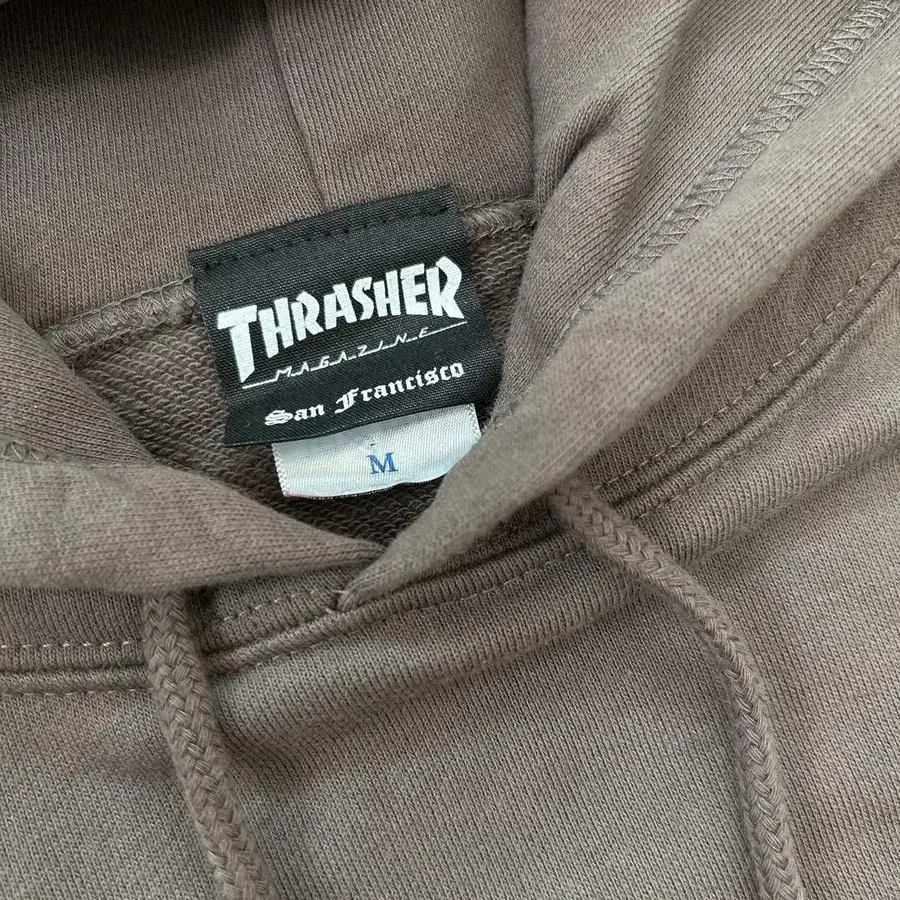 THRASHER
MAGAZINE
San Francisco
M